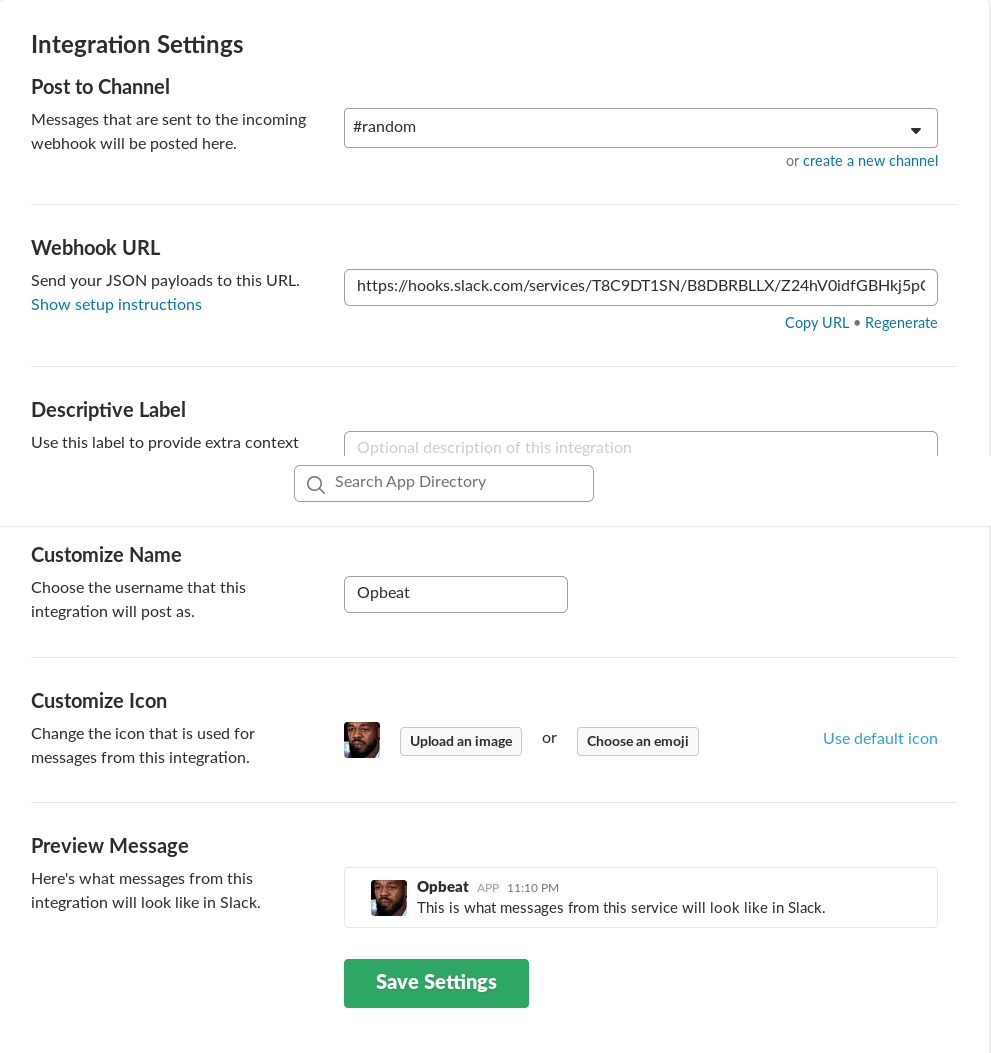 Integration Settings
Post to Channel
Messages that are sent to the incoming
webhook will be posted here.
#random
or create a new channel
Webhook URL
Send your JSON payloads to this URL.
Show setup instructions
https://hooks.slack.com/services/T8C9DT1SN/B8DBRBLLX/Z24hV0idfGBHkj5p
Copy URL • Regenerate
Descriptive Label
Use this label to provide extra context
Optional description of this integration
Search App Directory
Customize Name
Choose the username that this
integration will post as.
Opbeat
Customize Icon
Change the icon that is used for
messages from this integration.
Upload an image
or
Choose an emoji
Use default icon
Preview Message
Here's what messages from this
integration will look like in Slack.
Opbeat APP 11:10 PM
This is what messages from this service will look like in Slack.
Save Settings